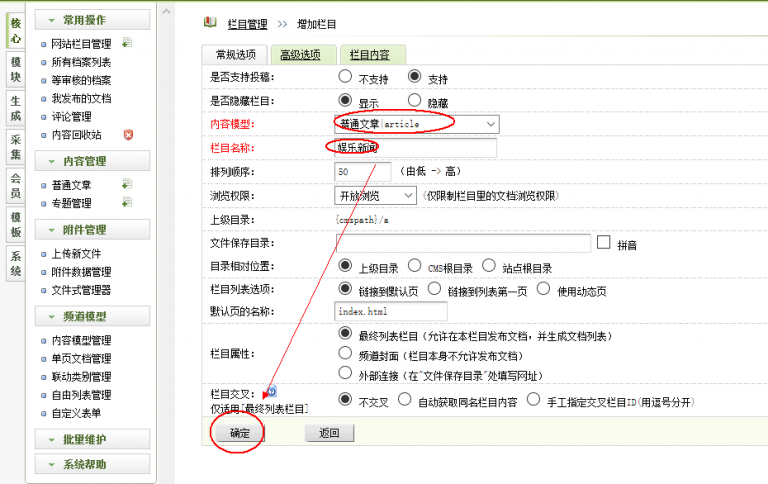 核心
模块
生成
采集
会员
模板
系统
常用操作
网站栏目管理
所有档案列表
等审核的档案
我发布的文档
评论管理
内容回收站
内容管理
普通文章
专题管理
附件管理
上传新文件
附件数据管理
文件式管理器
频道模型
内容模型管理
单页文档管理
联动类别管理
自由列表管理
自定义表单
批量维护
系统帮助
栏目管理 >> 增加栏目
常规选项 高级选项 栏目内容
是否支持投稿: 不支持 支持
是否隐藏栏目: 显示 隐藏
内容模型: 普通文章|article
栏目名称: 娱乐新闻
排列顺序: 50 (由低 -> 高)
浏览权限: 开放浏览 (仅限制栏目里的文档浏览权限)
上级目录: {cmspath}/a
文件保存目录: 拼音
目录相对位置: 上级目录 CMS根目录 站点根目录
栏目列表选项: 链接到默认页 链接到列表第一页 使用动态页
默认页的名称: index.html
栏目属性: 最终列表栏目（允许在本栏目发布文档，并生成文档列表）
频道封面（栏目本身不允许发布文档）
外部连接（在"文件保存目录"处填写网址）
栏目交叉:
仅适用[最终列表栏目] 不交叉 自动获取同名栏目内容 手工指定交叉栏目ID(用逗号分开)
确定 返回